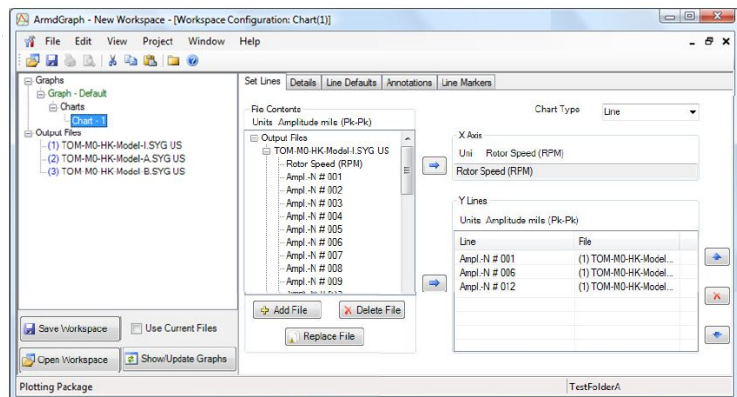 ArmdGraph - New Workspace - [Workspace Configuration: Chart(1)]
File Edit View Project Window Help
Graphs
Graph - Default
Charts
Chart - 1
Output Files
(1) TOM-M0-HK-Model-I.SYG US
(2) TOM-M0-HK-Model-A.SYG US
(3) TOM-M0-HK-Model-B.SYG US
Save Workspace
Use Current Files
Open Workspace
Show/Update Graphs
Set Lines Details Line Defaults Annotations Line Markers
File Contents
Units Amplitude mils (Pk-Pk)
Output Files
TOM-M0-HK-Model-I.SYG US
Rotor Speed (RPM)
Ampl.-N # 001
Ampl.-N # 002
Ampl.-N # 003
Ampl.-N # 004
Ampl.-N # 005
Ampl.-N # 006
Ampl.-N # 007
Ampl.-N # 008
Ampl.-N # 009
Add File
Delete File
Replace File
Chart Type Line
X Axis
Uni Rotor Speed (RPM)
Rotor Speed (RPM)
Y Lines
Units Amplitude mils (Pk-Pk)
Line File
Ampl.-N # 001 (1) TOM-M0-HK-Model...
Ampl.-N # 006 (1) TOM-M0-HK-Model...
Ampl.-N # 012 (1) TOM-M0-HK-Model...
Plotting Package
TestFolderA